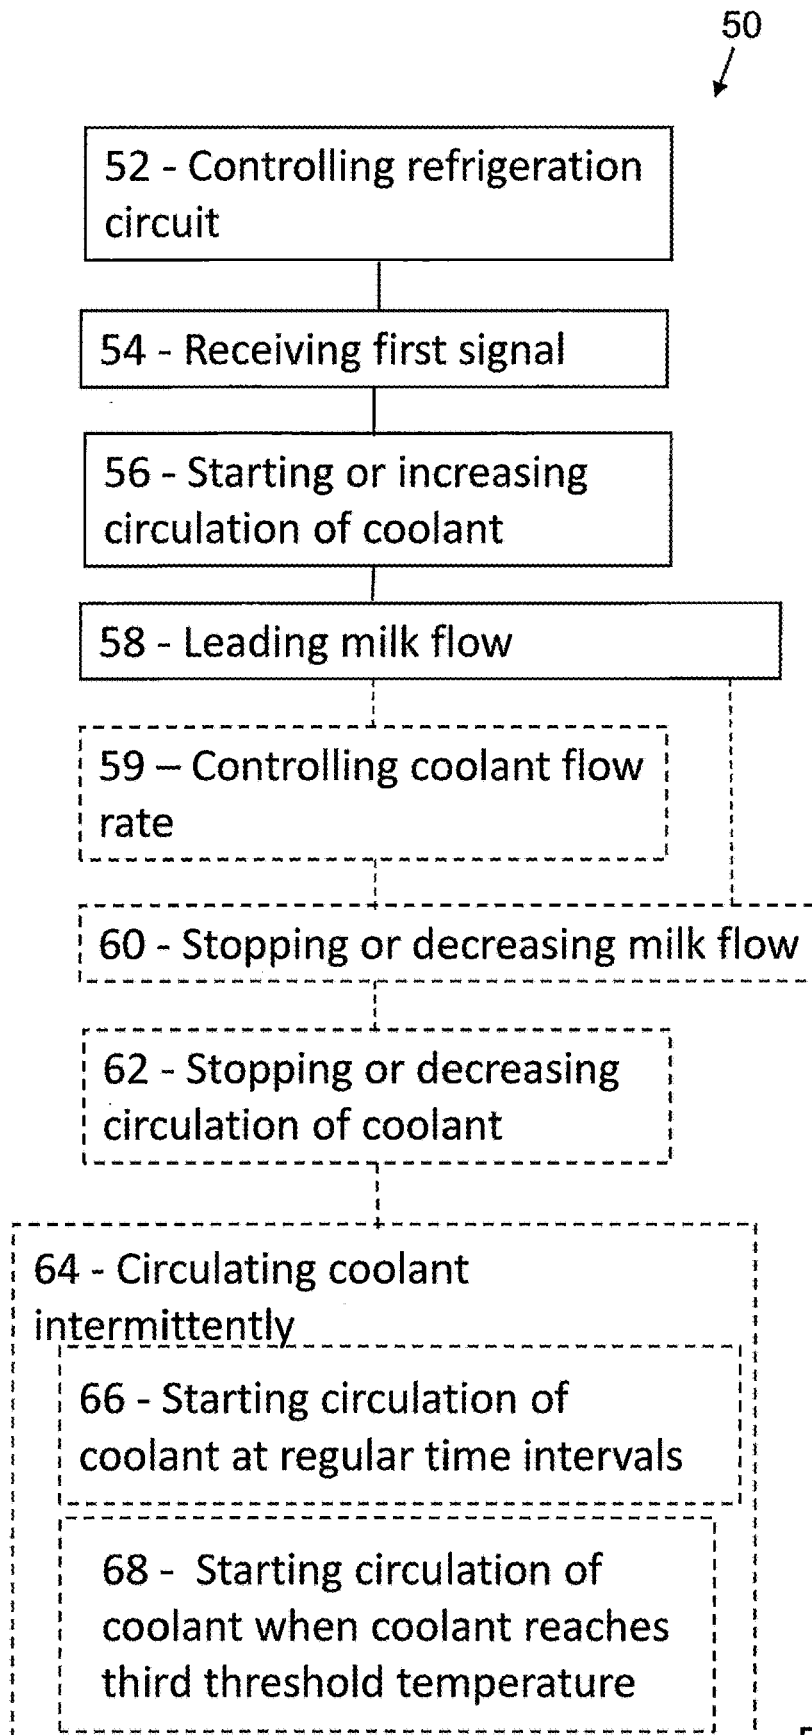 50
52 - Controlling refrigeration
circuit
54 - Receiving first signal
56 - Starting or increasing
circulation of coolant
58 - Leading milk flow
59 – Controlling coolant flow
rate
60 - Stopping or decreasing milk flow
62 - Stopping or decreasing
circulation of coolant
64 - Circulating coolant
intermittently
66 - Starting circulation of
coolant at regular time intervals
68 - Starting circulation of
coolant when coolant reaches
third threshold temperature